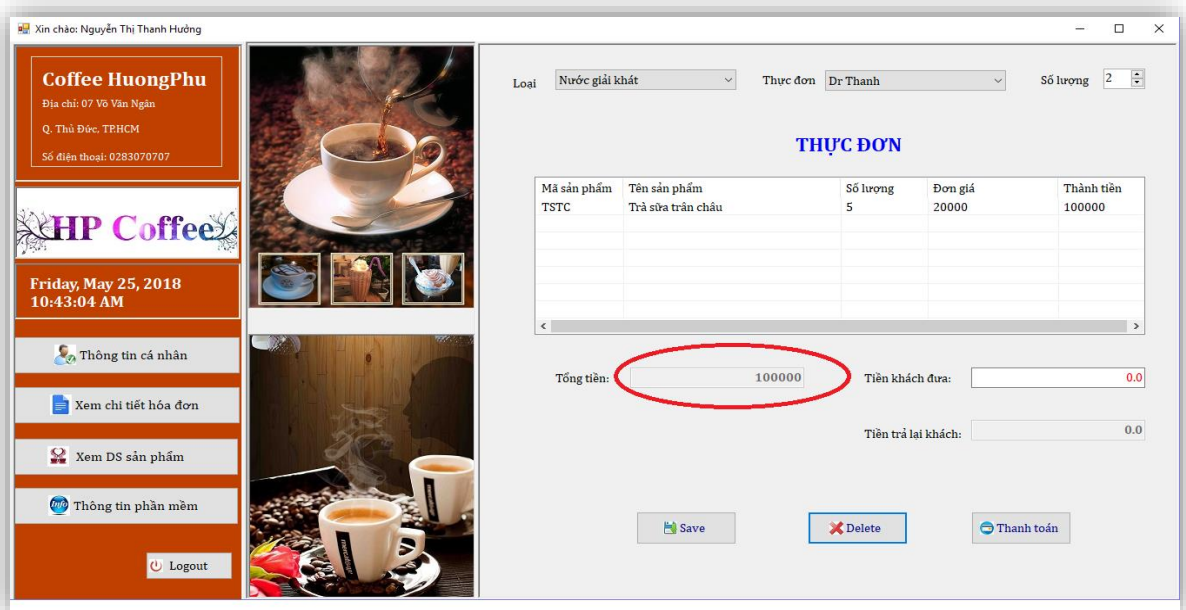 Xin chào: Nguyễn Thị Thanh Hưởng
Coffee HuongPhu
Địa chỉ: 07 Võ Văn Ngân
Q. Thủ Đức, TP.HCM
Số điện thoại: 0283070707
HP Coffee
Friday, May 25, 2018
10:43:04 AM
Thông tin cá nhân
Xem chi tiết hóa đơn
Xem DS sản phẩm
Info Thông tin phần mềm
Logout
Loại Nước giải khát Thực đơn Dr Thanh Số lượng 2
THỰC ĐƠN
Mã sản phẩm Tên sản phẩm Số lượng Đơn giá Thành tiền
TSTC Trà sữa trân châu 5 20000 100000
Tổng tiền: 100000 Tiền khách đưa: 0.0
Tiền trả lại khách: 0.0
Save Delete Thanh toán